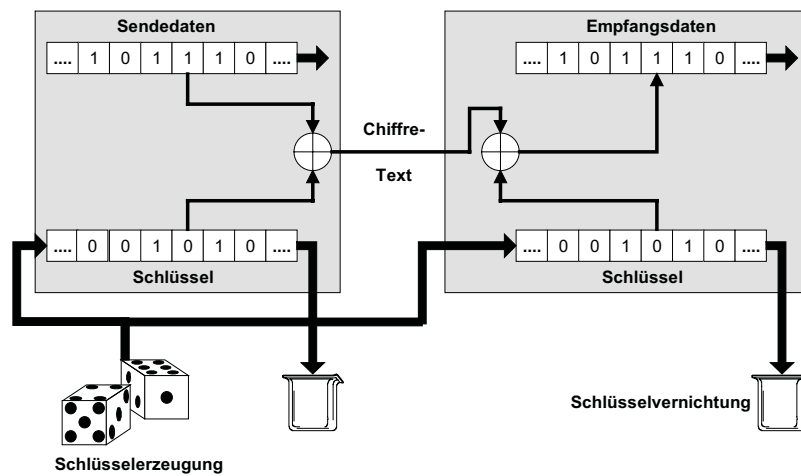 Sendedaten
.... 1 0 1 1 1 0 ....
Empfangsdaten
.... 1 0 1 1 1 0 ....
Chiffre-
Text
.... 0 0 1 0 1 0 ....
Schlüssel
.... 0 0 1 0 1 0 ....
Schlüssel
Schlüsselvernichtung
Schlüsselerzeugung